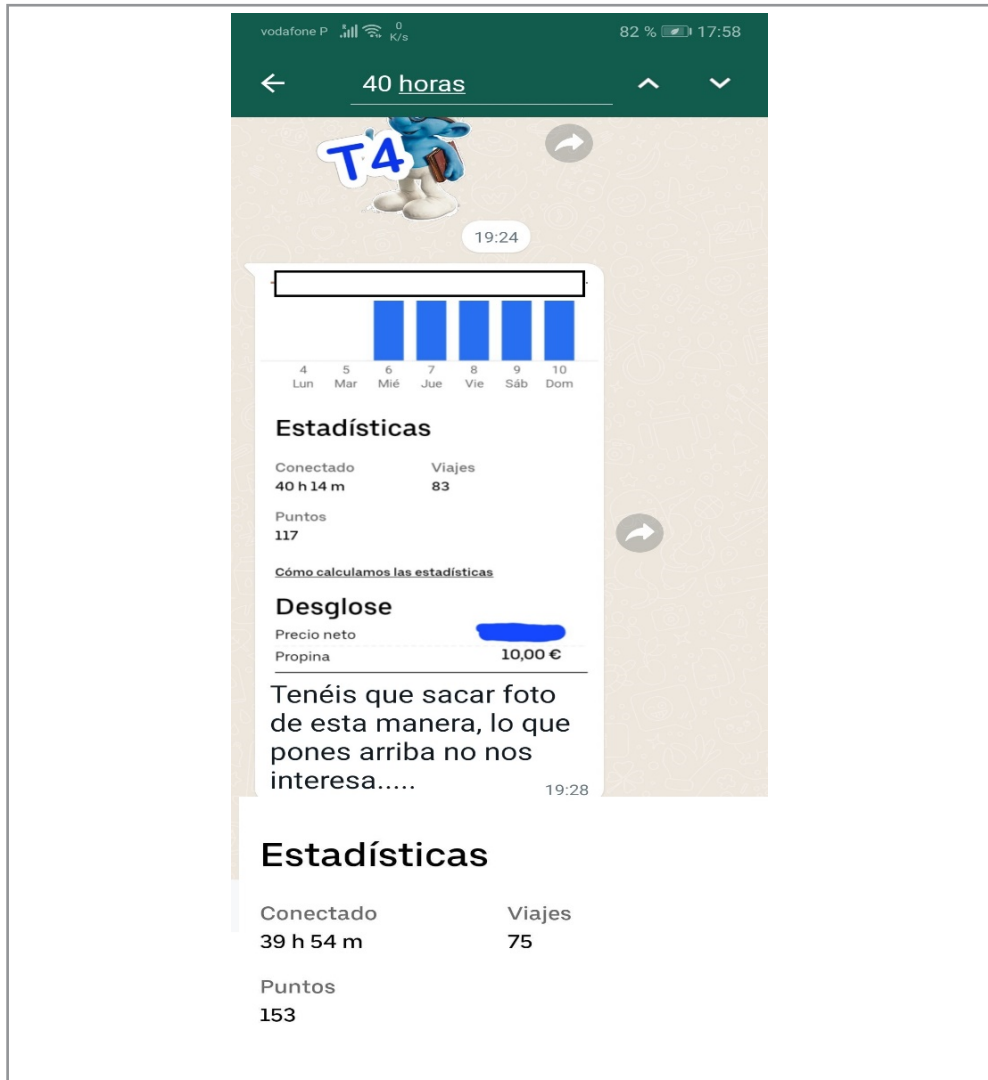 vodafone P 0 K/s 82 % 17:58
40 horas
T4
19:24
4 5 6 7 8 9 10
Lun Mar Mié Jue Vie Sáb Dom
Estadísticas
Conectado Viajes
40 h 14 m 83
Puntos
117
Cómo calculamos las estadísticas
Desglose
Precio neto
Propina 10,00 €
Tenéis que sacar foto
de esta manera, lo que
pones arriba no nos
interesa.....
19:28
Estadísticas
Conectado Viajes
39 h 54 m 75
Puntos
153